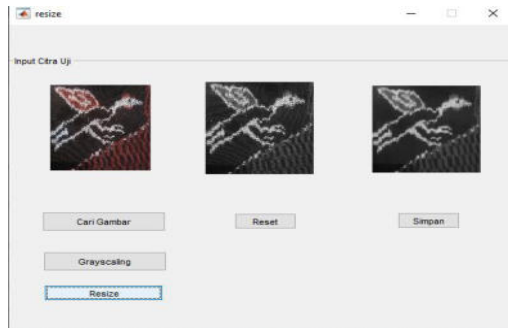 resize
Input Citra Uji
Cari Gambar
Reset
Simpan
Grayscaling
Resize